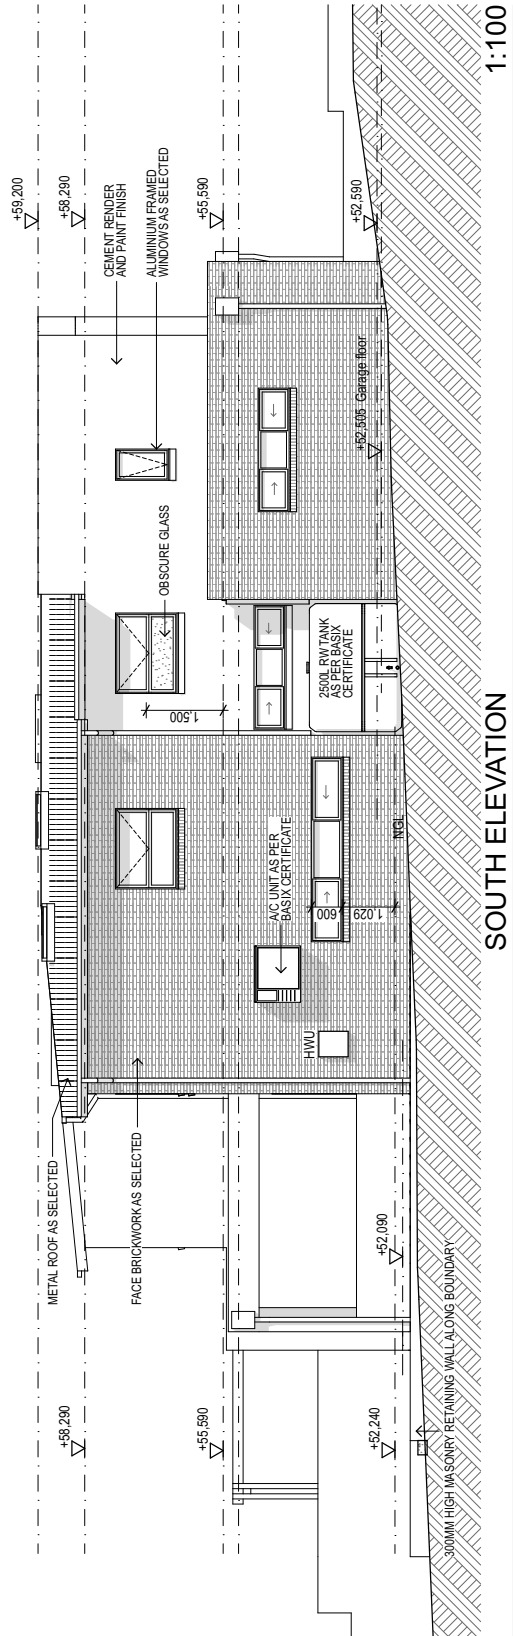 +59,200
+58,290
CEMENT RENDER
AND PAINT FINISH
ALUMINIUM FRAMED
WINDOWS AS SELECTED
+55,590
+52,590
+52,505 Garage floor
OBSCURE GLASS
1,500
2500L RW TANK
AS PER BASIX
CERTIFICATE
A/C UNIT AS PER
BASIX CERTIFICATE
600
1,029
NGL
HWU
METAL ROOF AS SELECTED
FACE BRICKWORK AS SELECTED
+52,090
+58,290
+55,590
+52,240
300MM HIGH MASONRY RETAINING WALL ALONG BOUNDARY
SOUTH ELEVATION
1:100